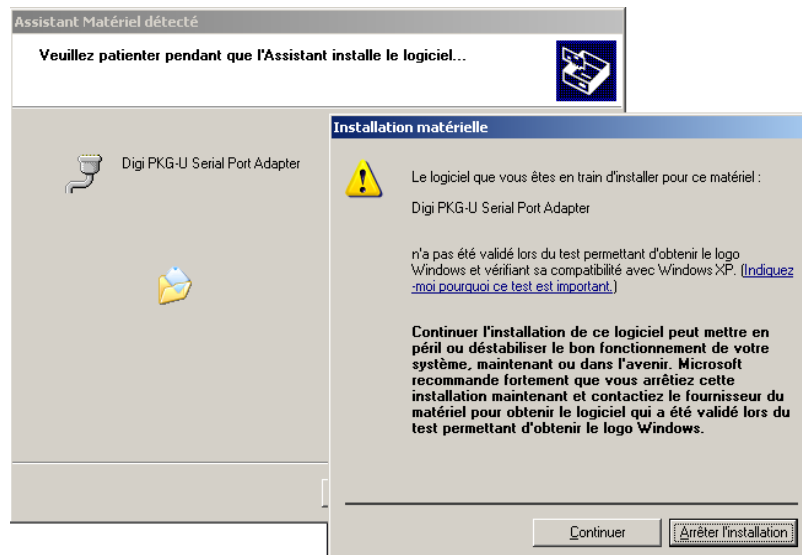 Assistant Matériel détecté
Veuillez patienter pendant que l'Assistant installe le logiciel...
Digi PKG-U Serial Port Adapter
Installation matérielle
Le logiciel que vous êtes en train d'installer pour ce matériel :
Digi PKG-U Serial Port Adapter
n'a pas été validé lors du test permettant d'obtenir le logo
Windows et vérifiant sa compatibilité avec Windows XP. (Indiquez
-moi pourquoi ce test est important.)
Continuer l'installation de ce logiciel peut mettre en
péril ou déstabiliser le bon fonctionnement de votre
système, maintenant ou dans l'avenir. Microsoft
recommande fortement que vous arrêtiez cette
installation maintenant et contactiez le fournisseur du
matériel pour obtenir le logiciel qui a été validé lors du
test permettant d'obtenir le logo Windows.
Continuer
Arrêter l'installation